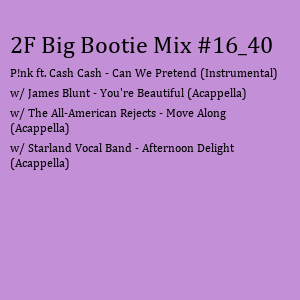 2F Big Bootie Mix #16_40
P!nk ft. Cash Cash - Can We Pretend (Instrumental)
w/ James Blunt - You're Beautiful (Acappella)
w/ The All-American Rejects - Move Along
(Acappella)
w/ Starland Vocal Band - Afternoon Delight
(Acappella)